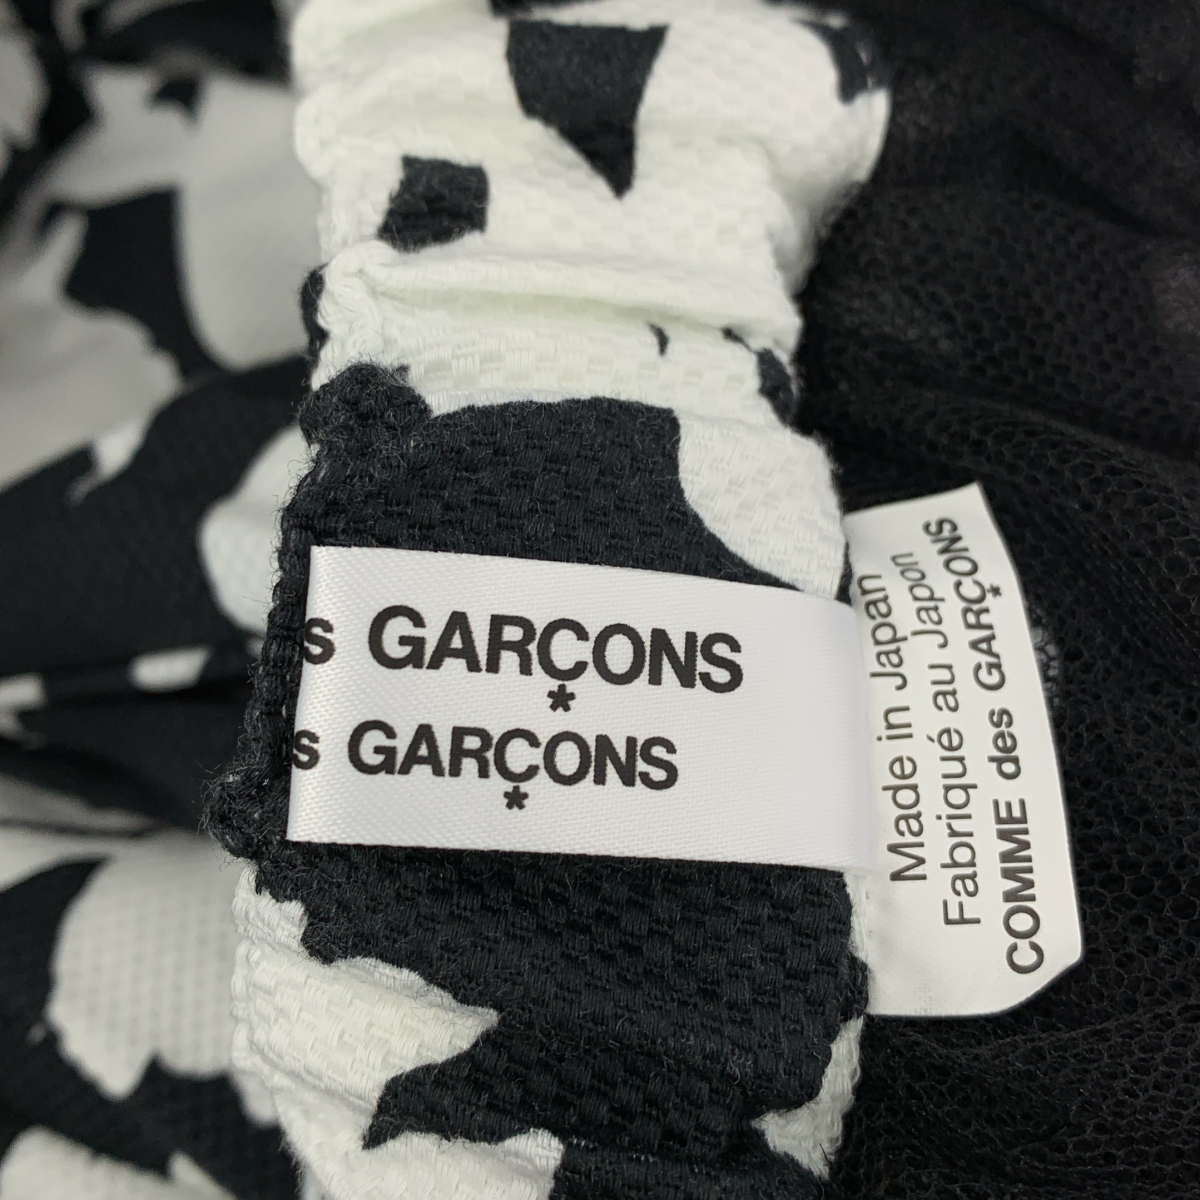 s GARÇONS
*
s GARÇONS
*
Made in Japan
Fabriqué au Japon
COMME des GARÇONS
*